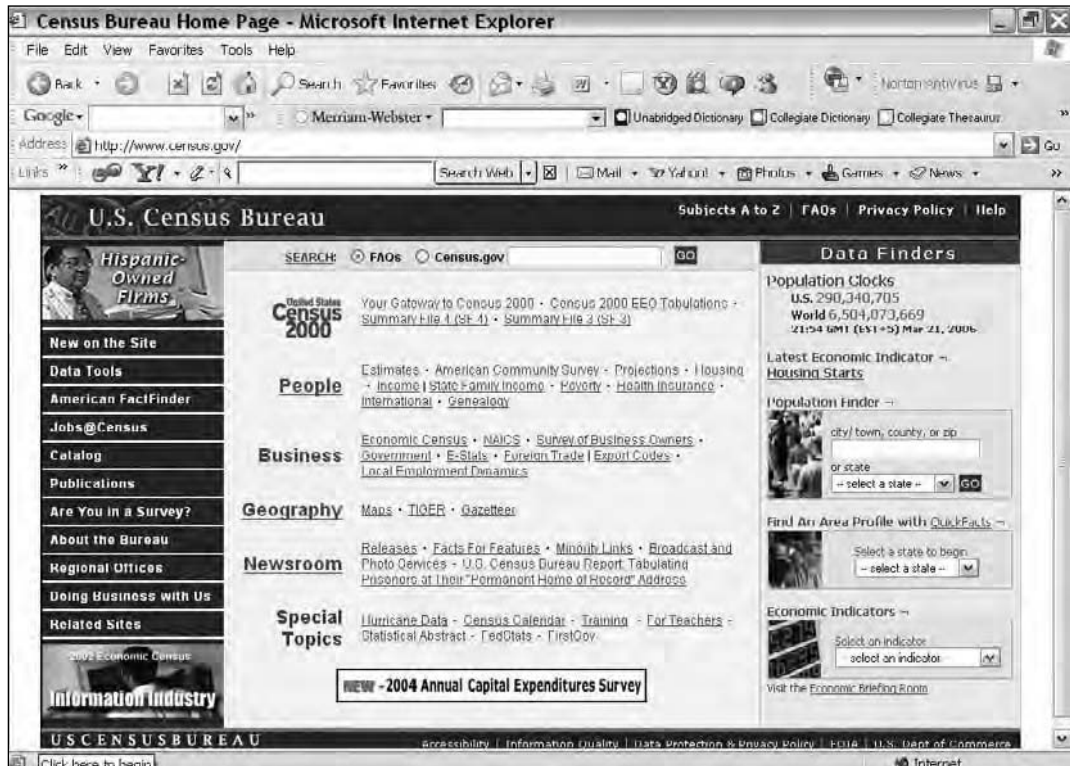 Census Bureau Home Page - Microsoft Internet Explorer
File Edit View Favorites Tools Help
Back Search Favorites Norton AntiVirus
Google Merriam-Webster Unabridged Dictionary Collegiate Dictionary Collegiate Thesaurus
Address http://www.census.gov/ Go
Links Search Web Mail Yahoo! Photos Games News
U.S. Census Bureau
Subjects A to Z | FAQs | Privacy Policy | Help
Hispanic-
Owned
Firms
New on the Site
Data Tools
American FactFinder
Jobs@Census
Catalog
Publications
Are You in a Survey?
About the Bureau
Regional Offices
Doing Business with Us
Related Sites
2002 Economic Census
Information Industry
SEARCH: FAQs Census.gov GO
United States
Census
2000
Your Gateway to Census 2000 · Census 2000 EEO Tabulations ·
Summary File 4 (SF 4) · Summary File 3 (SF 3)
People
Estimates · American Community Survey · Projections · Housing
· Income | State Family Income · Poverty · Health Insurance ·
International · Genealogy
Business
Economic Census · NAICS · Survey of Business Owners ·
Government · E-Stats · Foreign Trade | Export Codes ·
Local Employment Dynamics
Geography
Maps · TIGER · Gazetteer
Newsroom
Releases · Facts For Features · Minority Links · Broadcast and
Photo Services · U.S. Census Bureau Report: Tabulating
Prisoners at Their "Permanent Home of Record" Address
Special
Topics
Hurricane Data · Census Calendar · Training · For Teachers ·
Statistical Abstract · FedStats · FirstGov
NEW - 2004 Annual Capital Expenditures Survey
Data Finders
Population Clocks
U.S. 298,340,705
World 6,504,073,669
21:54 GMT (EST+5) Mar 21, 2006
Latest Economic Indicator
Housing Starts
Population Finder
city/ town, county, or zip
or state
-- select a state -- GO
Find An Area Profile with QuickFacts
Select a state to begin
-- select a state --
Economic Indicators
Select an indicator
select an indicator
Visit the Economic Briefing Room
USCENSUSBUREAU
Accessibility | Information Quality | Data Protection & Privacy Policy | FOIA | U.S. Dept of Commerce
Click here to begin Internet